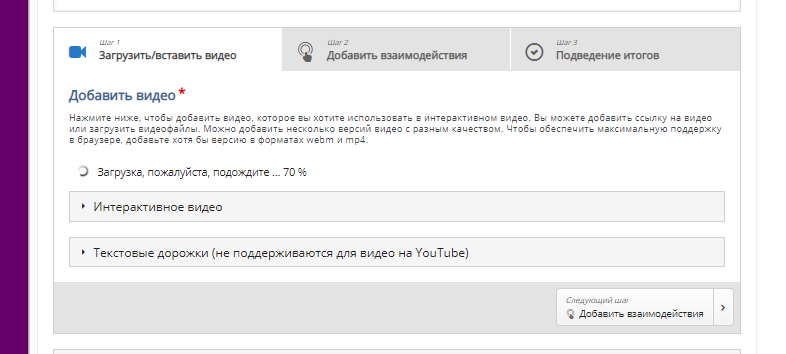 Шаг 1
Загрузить/вставить видео
Шаг 2
Добавить взаимодействия
Шаг 3
Подведение итогов
Добавить видео *
Нажмите ниже, чтобы добавить видео, которое вы хотите использовать в интерактивном видео. Вы можете добавить ссылку на видео
или загрузить видеофайлы. Можно добавить несколько версий видео с разным качеством. Чтобы обеспечить максимальную поддержку
в браузере, добавьте хотя бы версию в форматах webm и mp4.
Загрузка, пожалуйста, подождите ... 70 %
Интерактивное видео
Текстовые дорожки (не поддерживаются для видео на YouTube)
Следующий шаг
Добавить взаимодействия